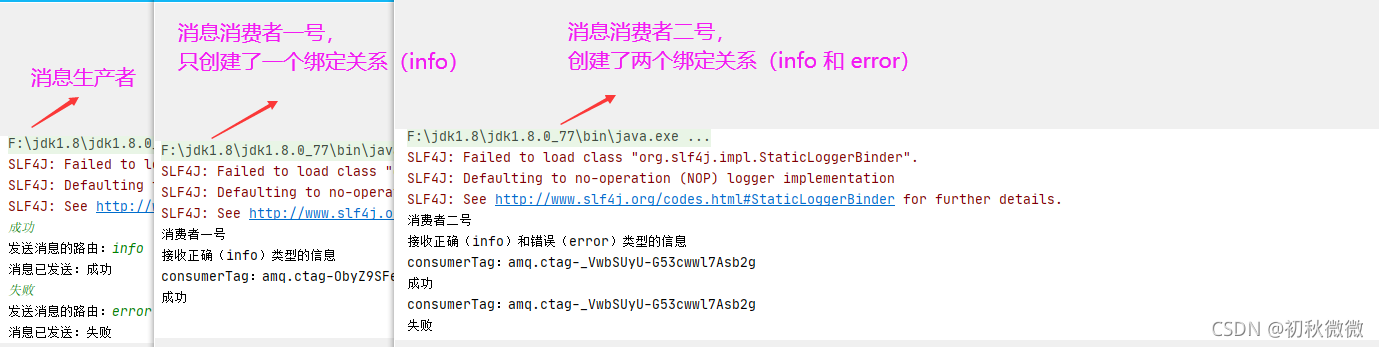 消息生产者
F:\jdk1.8\jdk1.8.0_
SLF4J: Failed to
SLF4J: Defaulting
SLF4J: See http://w
成功
发送消息的路由：info
消息已发送：成功
失败
发送消息的路由：error
消息已发送：失败
消息消费者一号，
只创建了一个绑定关系（info）
F:\jdk1.8\jdk1.8.0_77\bin\jav
SLF4J: Failed to load class "
SLF4J: Defaulting to no-opera
SLF4J: See http://www.slf4j.o
消费者一号
接收正确（info）类型的信息
consumerTag：amq.ctag-ObyZ9SFe
成功
消息消费者二号，
创建了两个绑定关系（info 和 error）
F:\jdk1.8\jdk1.8.0_77\bin\java.exe ...
SLF4J: Failed to load class "org.slf4j.impl.StaticLoggerBinder".
SLF4J: Defaulting to no-operation (NOP) logger implementation
SLF4J: See http://www.slf4j.org/codes.html#StaticLoggerBinder for further details.
消费者二号
接收正确（info）和错误（error）类型的信息
consumerTag：amq.ctag-_VwbSUyU-G53cwwl7Asb2g
成功
consumerTag：amq.ctag-_VwbSUyU-G53cwwl7Asb2g
失败
CSDN @初秋微微